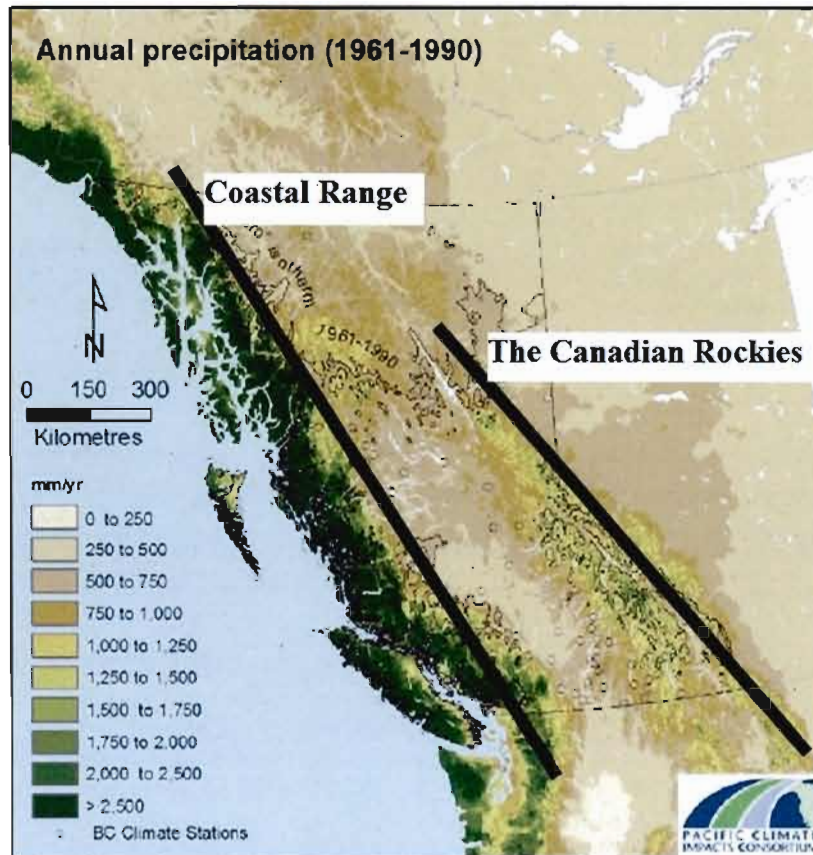 Annual precipitation (1961-1990)
Coastal Range
isotherm
1961-1990
The Canadian Rockies
N
0 150 300
Kilometres
mm/yr
0 to 250
250 to 500
500 to 750
750 to 1,000
1,000 to 1,250
1,250 to 1,500
1,500 to 1,750
1,750 to 2,000
2,000 to 2,500
> 2,500
BC Climate Stations
PACIFIC CLIMATE
IMPACTS CONSORTIUM